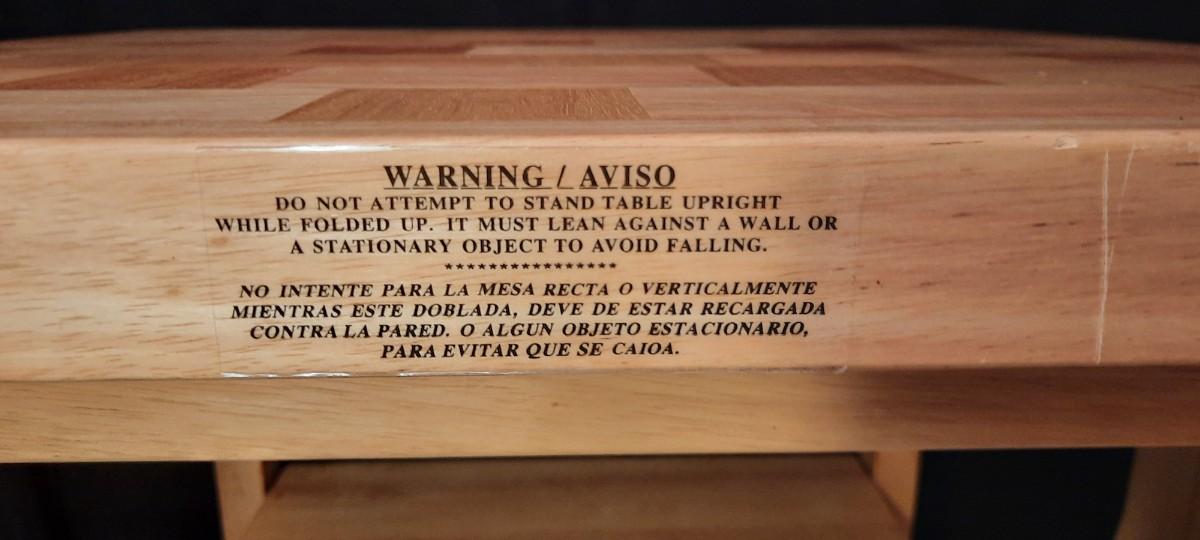 WARNING / AVISO
DO NOT ATTEMPT TO STAND TABLE UPRIGHT
WHILE FOLDED UP. IT MUST LEAN AGAINST A WALL OR
A STATIONARY OBJECT TO AVOID FALLING.
****************
NO INTENTE PARA LA MESA RECTA O VERTICALMENTE
MIENTRAS ESTE DOBLADA, DEVE DE ESTAR RECARGADA
CONTRA LA PARED. O ALGUN OBJETO ESTACIONARIO,
PARA EVITAR QUE SE CAIOA.